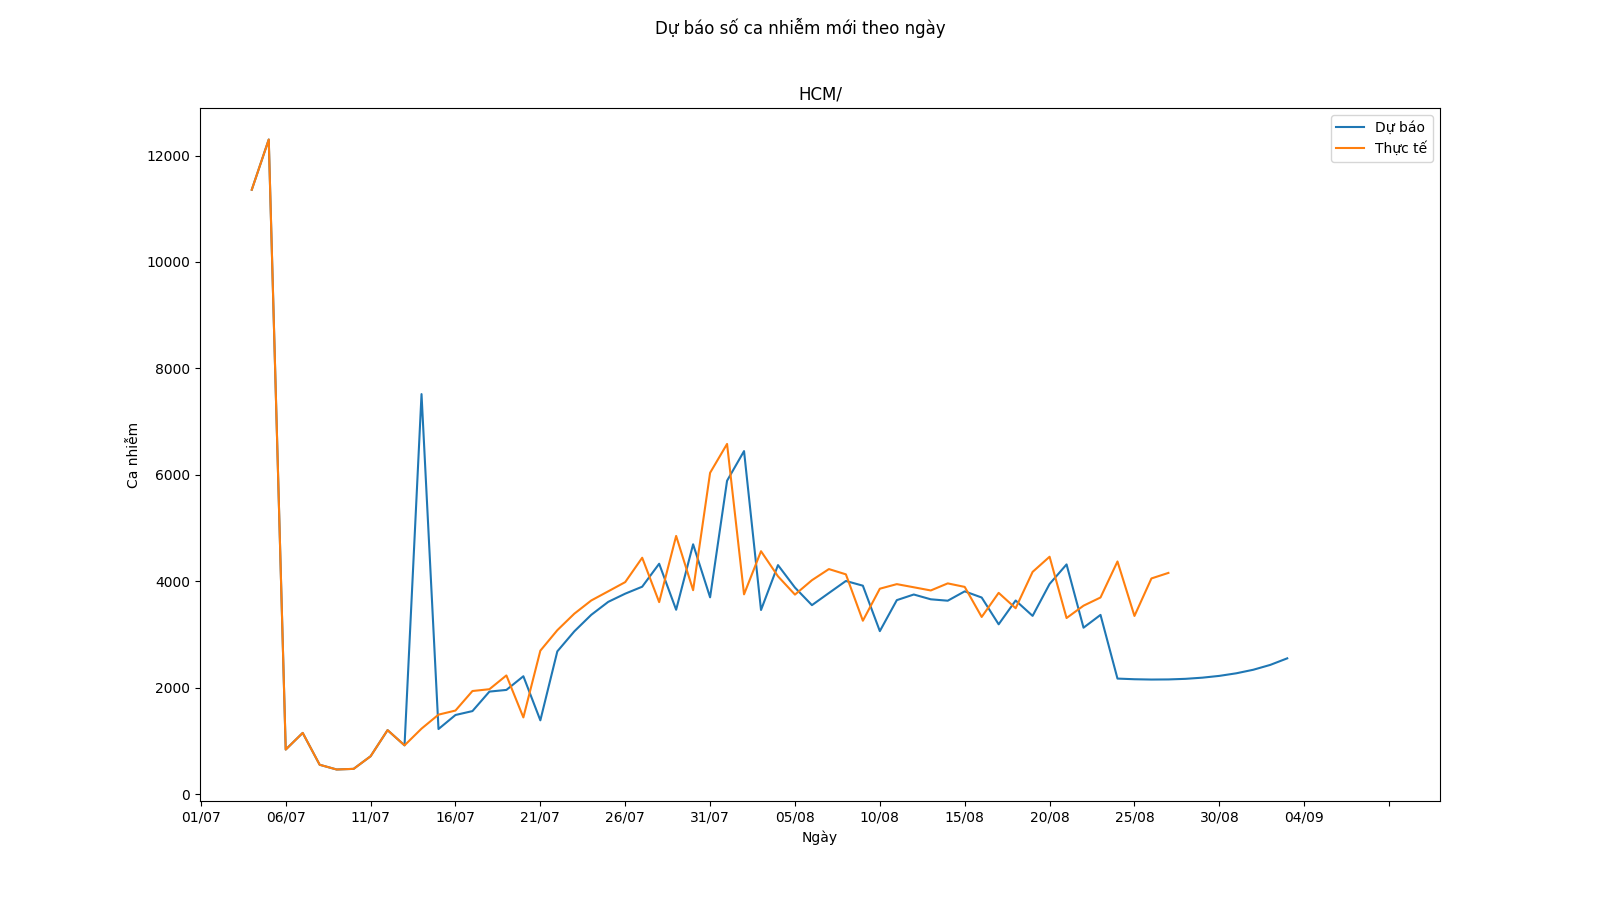 Dự báo số ca nhiễm mới theo ngày
HCM/
Dự báo
Thực tế
12000
10000
8000
6000
4000
2000
0
Ca nhiễm
01/07 06/07 11/07 16/07 21/07 26/07 31/07 05/08 10/08 15/08 20/08 25/08 30/08 04/09
Ngày